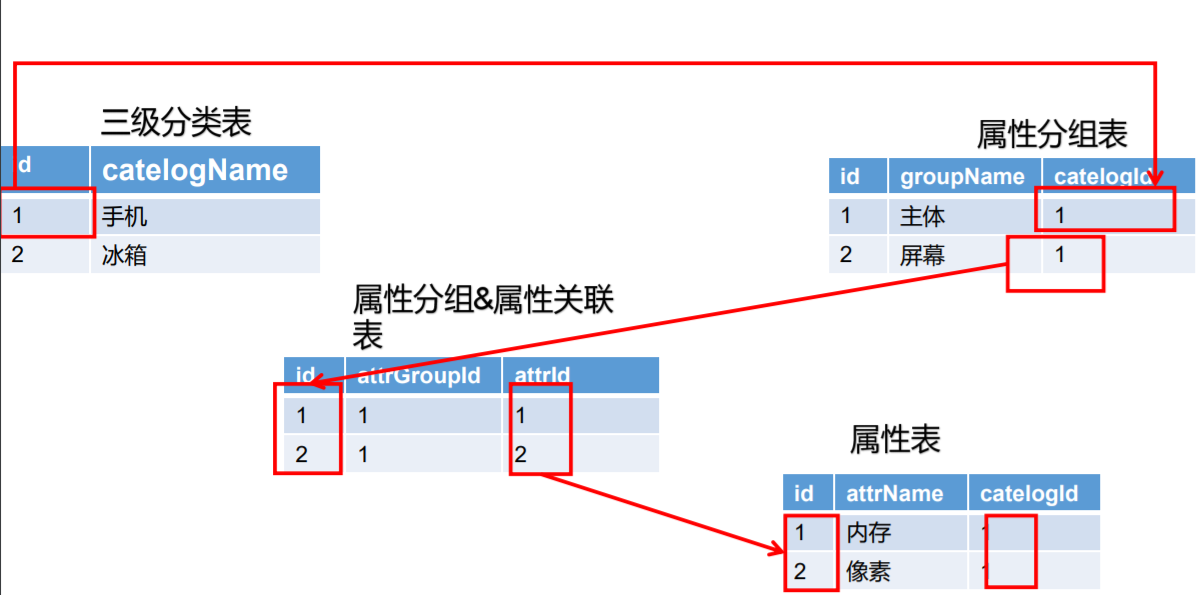 三级分类表
id catelogName
1 手机
2 冰箱
属性分组表
id groupName catelogId
1 主体 1
2 屏幕 1
属性分组&属性关联
表
id attrGroupId attrId
1 1 1
2 1 2
属性表
id attrName catelogId
1 内存 1
2 像素 1